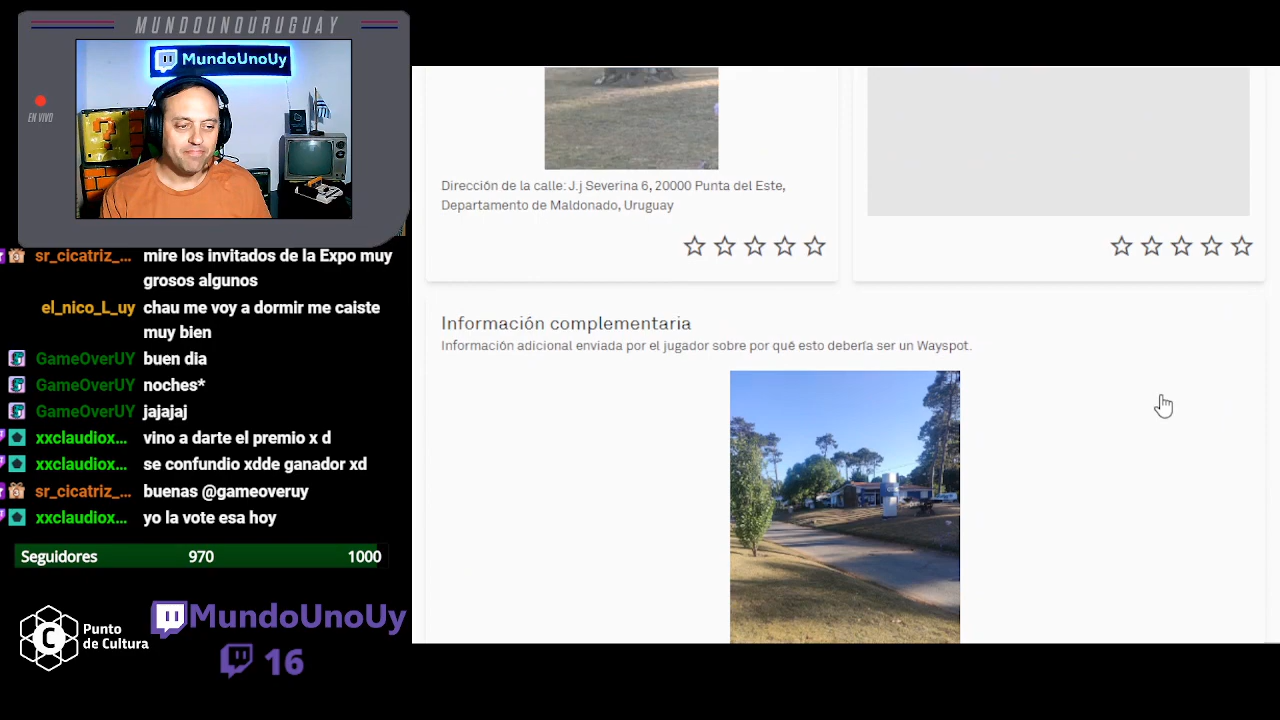 MUNDOUNOURUGUAY
MundoUnoUy
EN VIVO
sr_cicatriz_... mire los invitados de la Expo muy
grosos algunos
el_nico_L_uy chau me voy a dormir me caiste
muy bien
GameOverUY buen dia
GameOverUY noches*
GameOverUY jajajaj
xxclaudiox... vino a darte el premio x d
xxclaudiox... se confundio xdde ganador xd
sr_cicatriz_... buenas @gameoveruy
xxclaudiox... yo la vote esa hoy
Seguidores 970 1000
C Punto
de Cultura
MundoUnoUy
16
Dirección de la calle: J.j Severina 6, 20000 Punta del Este,
Departamento de Maldonado, Uruguay
Información complementaria
Información adicional enviada por el jugador sobre por qué esto debería ser un Wayspot.